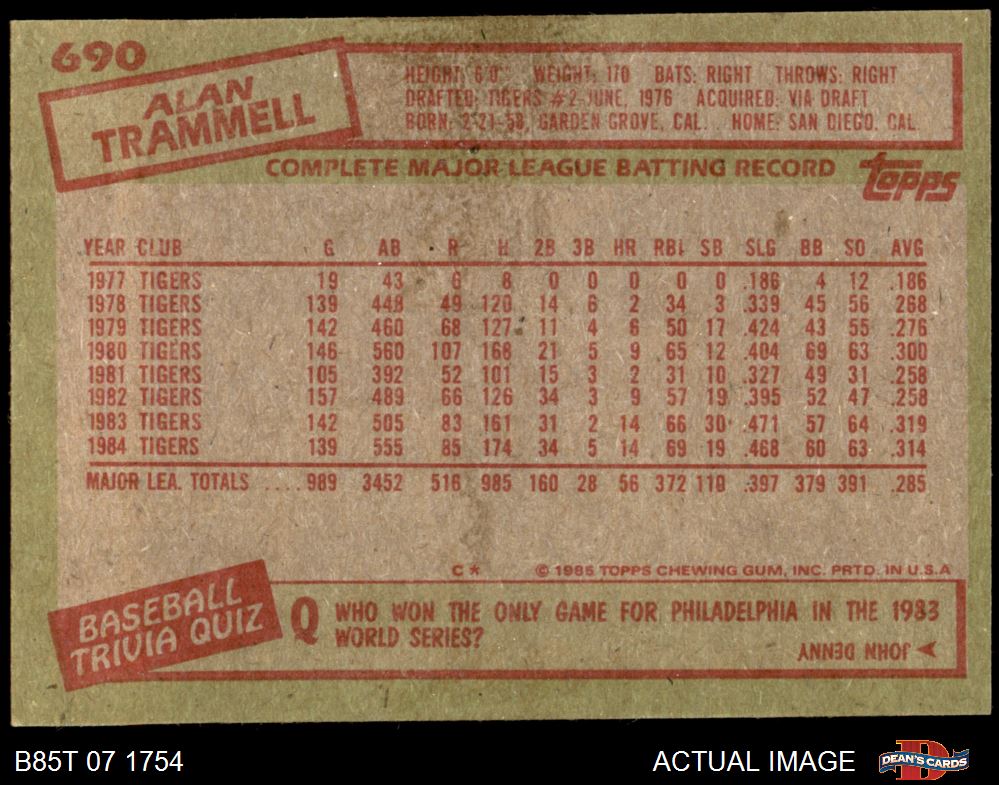 690
ALAN
TRAMMELL
HEIGHT: 6'0" WEIGHT: 170 BATS: RIGHT THROWS: RIGHT
DRAFTED: TIGERS #2-JUNE, 1976 ACQUIRED: VIA DRAFT
BORN: 2-21-58, GARDEN GROVE, CAL. HOME: SAN DIEGO, CAL.
COMPLETE MAJOR LEAGUE BATTING RECORD
topps
YEAR CLUB G AB R H 2B 3B HR RBI SB SLG BB SO AVG
1977 TIGERS 19 43 6 8 0 0 0 0 0 .186 4 12 .186
1978 TIGERS 139 448 49 120 14 6 2 34 3 .339 45 56 .268
1979 TIGERS 142 460 68 127 11 4 6 50 17 .424 43 55 .276
1980 TIGERS 146 560 107 168 21 5 9 65 12 .404 69 63 .300
1981 TIGERS 105 392 52 101 15 3 2 31 10 .327 49 31 .258
1982 TIGERS 157 489 66 126 34 3 9 57 19 .395 52 47 .258
1983 TIGERS 142 505 83 161 31 2 14 66 30 .471 57 64 .319
1984 TIGERS 139 555 85 174 34 5 14 69 19 .468 60 63 .314
MAJOR LEA. TOTALS ....989 3452 516 985 160 28 56 372 110 .397 379 391 .285
C* © 1985 TOPPS CHEWING GUM, INC. PRTD. IN U.S.A
BASEBALL
TRIVIA QUIZ
Q WHO WON THE ONLY GAME FOR PHILADELPHIA IN THE 1983
WORLD SERIES?
JOHN DENNY
B85T 07 1754 ACTUAL IMAGE DEAN'S CARDS